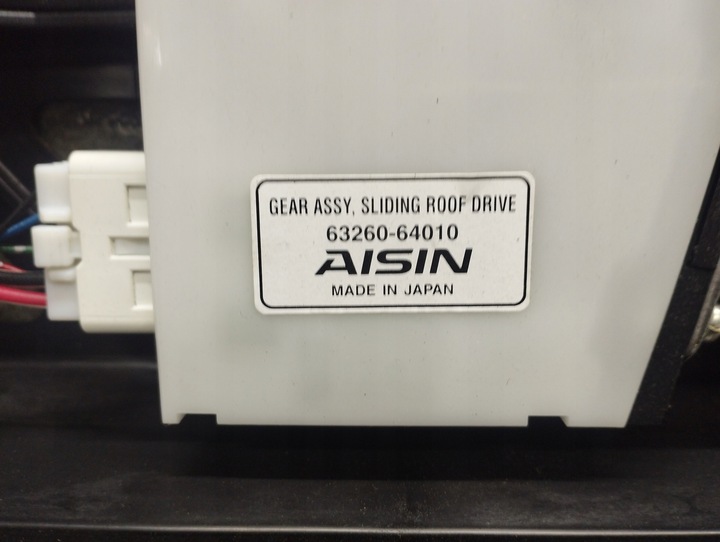 GEAR ASSY, SLIDING ROOF DRIVE
63260-64010
AISIN
MADE IN JAPAN